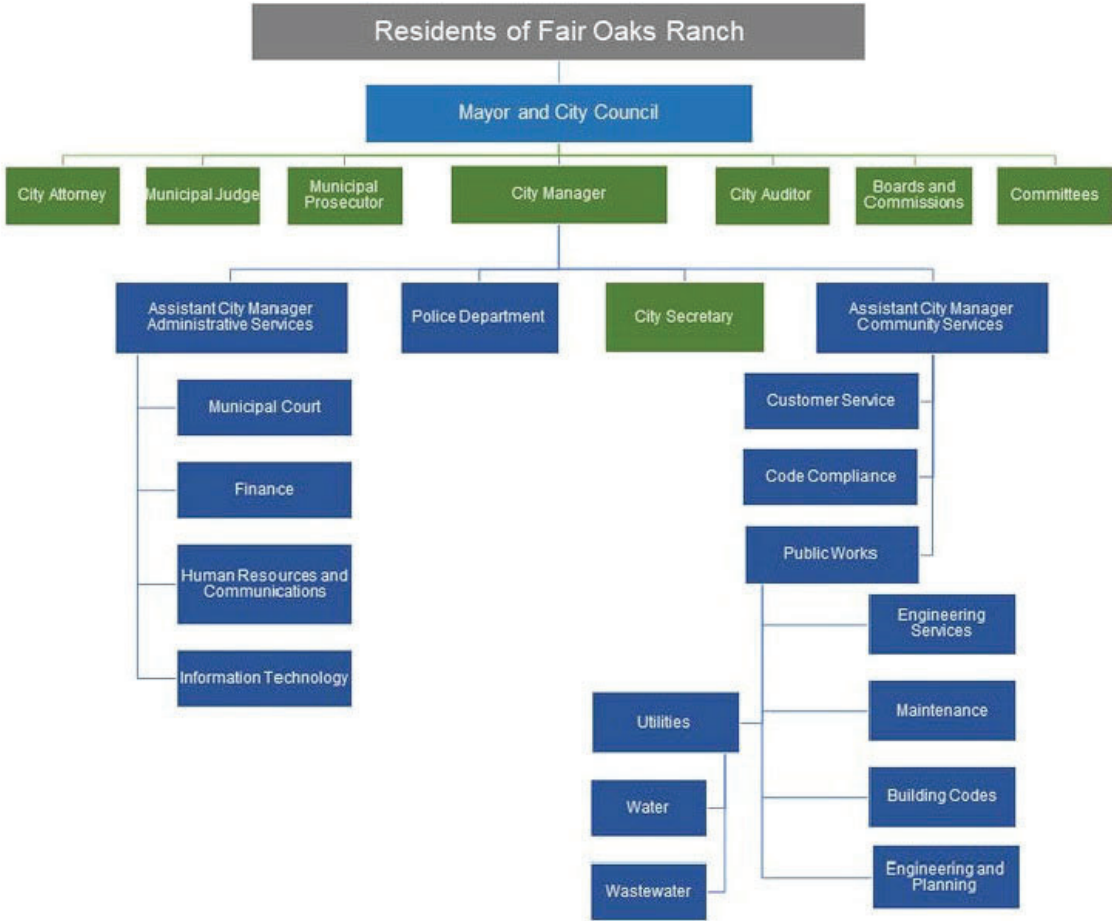 Residents of Fair Oaks Ranch
Mayor and City Council
City Attorney
Municipal Judge
Municipal
Prosecutor
City Manager
City Auditor
Boards and
Commissions
Committees
Assistant City Manager
Administrative Services
Police Department
City Secretary
Assistant City Manager
Community Services
Municipal Court
Finance
Human Resources and
Communications
Information Technology
Customer Service
Code Compliance
Public Works
Engineering
Services
Maintenance
Building Codes
Engineering and
Planning
Utilities
Water
Wastewater